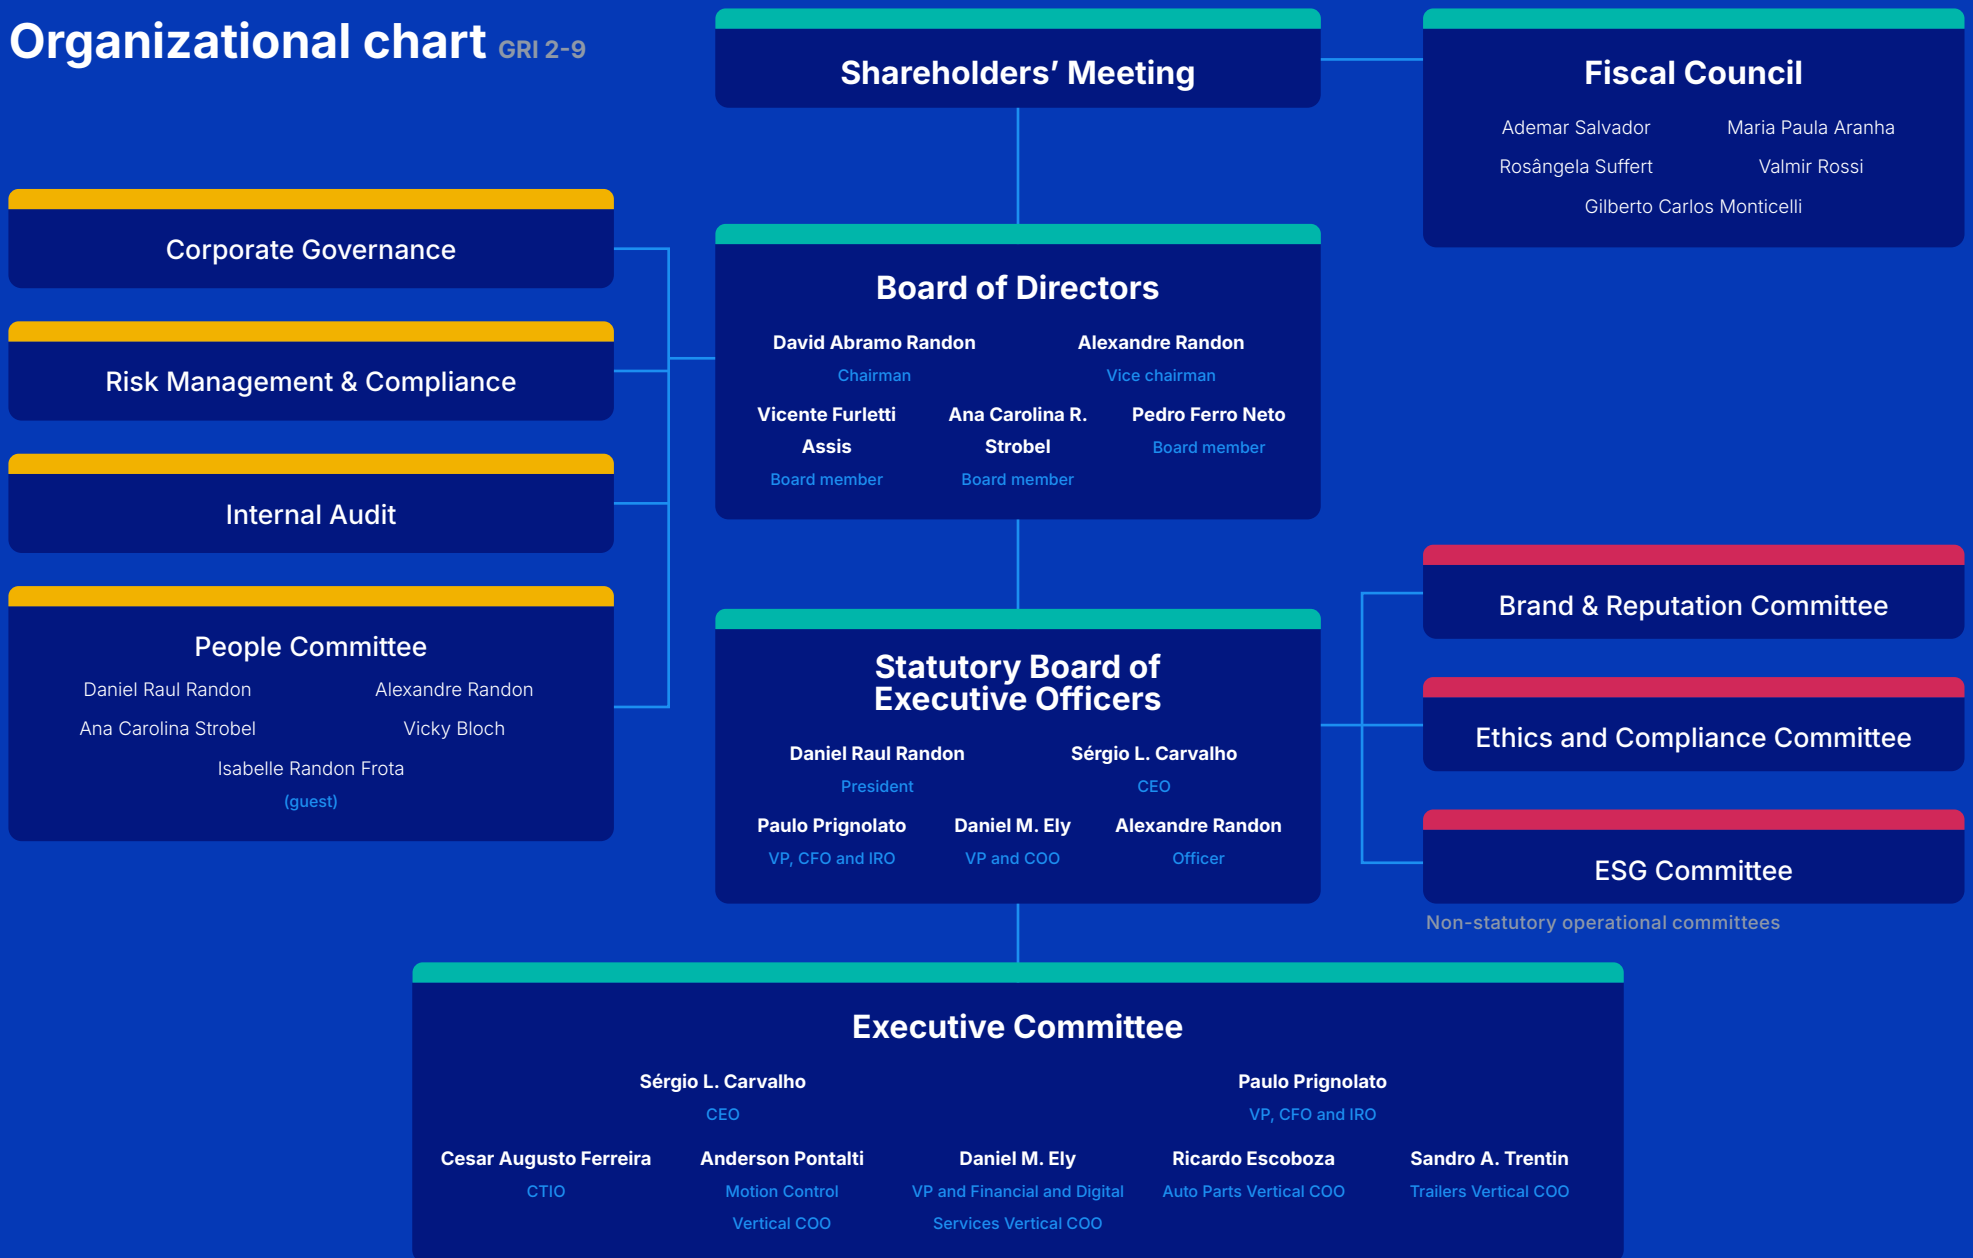 Organizational chart GRI 2-9
Shareholders’ Meeting
Fiscal Council
Ademar Salvador
Maria Paula Aranha
Rosângela Suffert
Valmir Rossi
Gilberto Carlos Monticelli
Corporate Governance
Risk Management & Compliance
Internal Audit
People Committee
Daniel Raul Randon
Alexandre Randon
Ana Carolina Strobel
Vicky Bloch
Isabelle Randon Frota
(guest)
Board of Directors
David Abramo Randon
Chairman
Alexandre Randon
Vice chairman
Vicente Furletti
Assis
Board member
Ana Carolina R.
Strobel
Board member
Pedro Ferro Neto
Board member
Statutory Board of
Executive Officers
Daniel Raul Randon
President
Sérgio L. Carvalho
CEO
Paulo Prignolato
VP, CFO and IRO
Daniel M. Ely
VP and COO
Alexandre Randon
Officer
Brand & Reputation Committee
Ethics and Compliance Committee
ESG Committee
Non-statutory operational committees
Executive Committee
Sérgio L. Carvalho
CEO
Paulo Prignolato
VP, CFO and IRO
Cesar Augusto Ferreira
CTIO
Anderson Pontalti
Motion Control
Vertical COO
Daniel M. Ely
VP and Financial and Digital
Services Vertical COO
Ricardo Escoboza
Auto Parts Vertical COO
Sandro A. Trentin
Trailers Vertical COO